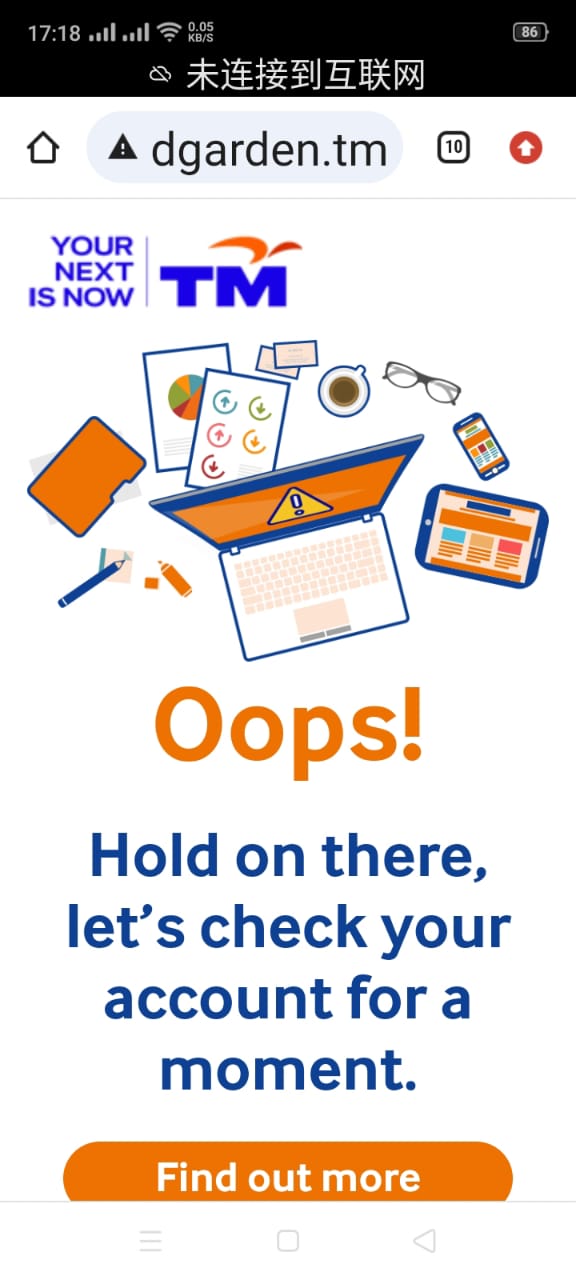 17:18
0.05
KB/S
86
未连接到互联网
dgarden.tm
10
YOUR
NEXT
IS NOW
TM
Oops!
Hold on there,
let’s check your
account for a
moment.
Find out more